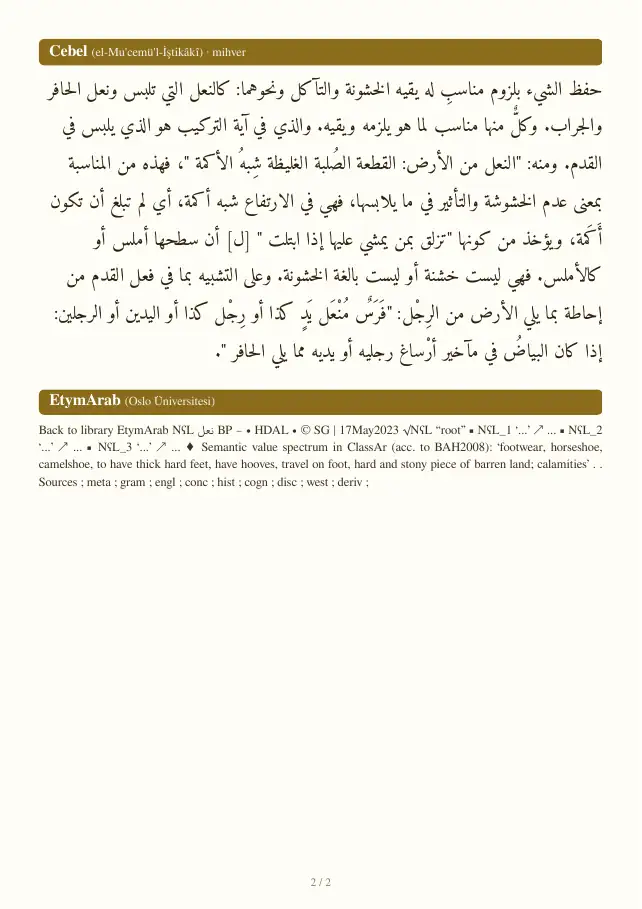 Cebel (el-Mu'cemü'l-İştikâkî) · mihver
حفظ الشيء بلزوم مناسبٍ له يقيه الخشونة والتآكل ونحوهما: كالنعل التي تلبس ونعل الحافر
والجراب. وكلٌّ منها مناسب لما هو يلزمه ويقيه. والذي في آية التركيب هو الذي يلبس في
القدم. ومنه: "النعل من الأرض: القطعة الصُلبة الغليظة شِبهُ الأكمة "، فهذه من المناسبة
بمعنى عدم الخشوشة والتأثير في ما يلابسها، فهي في الارتفاع شبه أكمة، أي لم تبلغ أن تكون
أَكَمة، ويؤخذ من كونها "تزلق بمن يمشي عليها إذا ابتلت " [ل] أن سطحها أملس أو
كالأملس. فهي ليست خشنة أو ليست بالغة الخشونة. وعلى التشبيه بما في فعل القدم من
إحاطة بما يلي الأرض من الرِجْل: "فَرَسٌ مُنْعَل يَدٍ كذا أو رِجْل كذا أو اليدين أو الرجلين:
إذا كان البياضُ في مآخير أرْساغ رجليه أو يديه مما يلي الحافر ".
EtymArab (Oslo Üniversitesi)
Back to library EtymArab NʕL نعل BP – • HDAL • © SG | 17May2023 √NʕL “root” ▪ NʕL_1 ‘...’ ↗ ... ▪ NʕL_2
‘...’ ↗ ... ▪ NʕL_3 ‘...’ ↗ ... ♦ Semantic value spectrum in ClassAr (acc. to BAH2008): ‘footwear, horseshoe,
camelshoe, to have thick hard feet, have hooves, travel on foot, hard and stony piece of barren land; calamities’ . .
Sources ; meta ; gram ; engl ; conc ; hist ; cogn ; disc ; west ; deriv ;
2 / 2